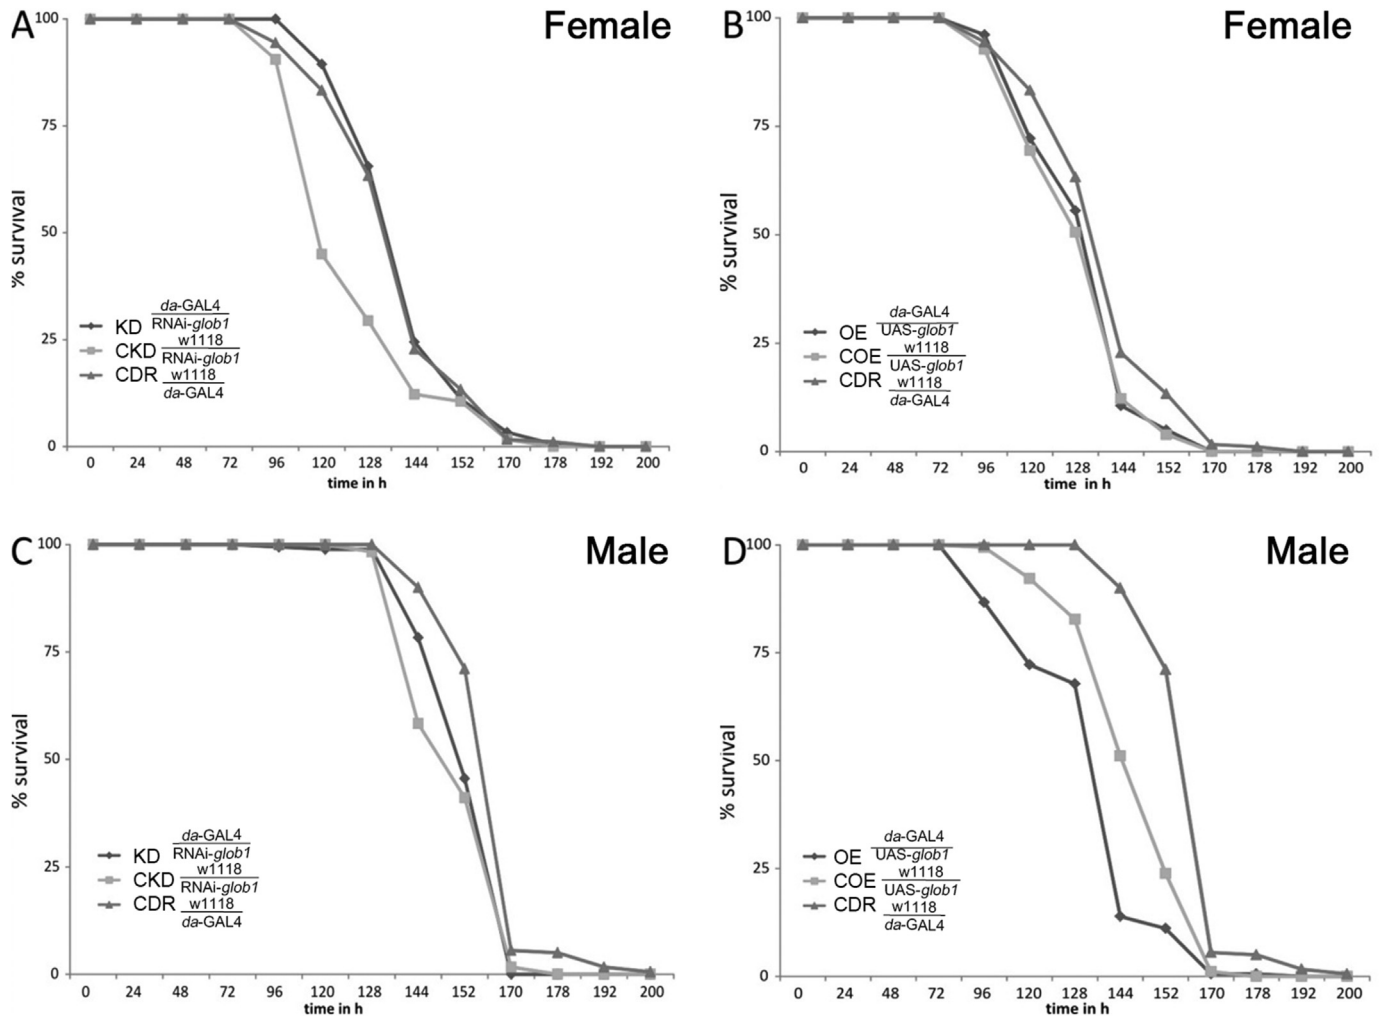 A
Female
100
75
50
25
0
% survival
KD da-GAL4
RNAi-glob1
CKD w1118
RNAi-glob1
CDR w1118
da-GAL4
0 24 48 72 96 120 128 144 152 170 178 192 200
time in h
B
Female
100
75
50
25
0
% survival
OE da-GAL4
UAS-glob1
COE w1118
UAS-glob1
CDR w1118
da-GAL4
0 24 48 72 96 120 128 144 152 170 178 192 200
time in h
C
Male
100
75
50
25
0
% survival
KD da-GAL4
RNAi-glob1
CKD w1118
RNAi-glob1
CDR w1118
da-GAL4
0 24 48 72 96 120 128 144 152 170 178 192 200
time in h
D
Male
100
75
50
25
0
% survival
OE da-GAL4
UAS-glob1
COE w1118
UAS-glob1
CDR w1118
da-GAL4
0 24 48 72 96 120 128 144 152 170 178 192 200
time in h